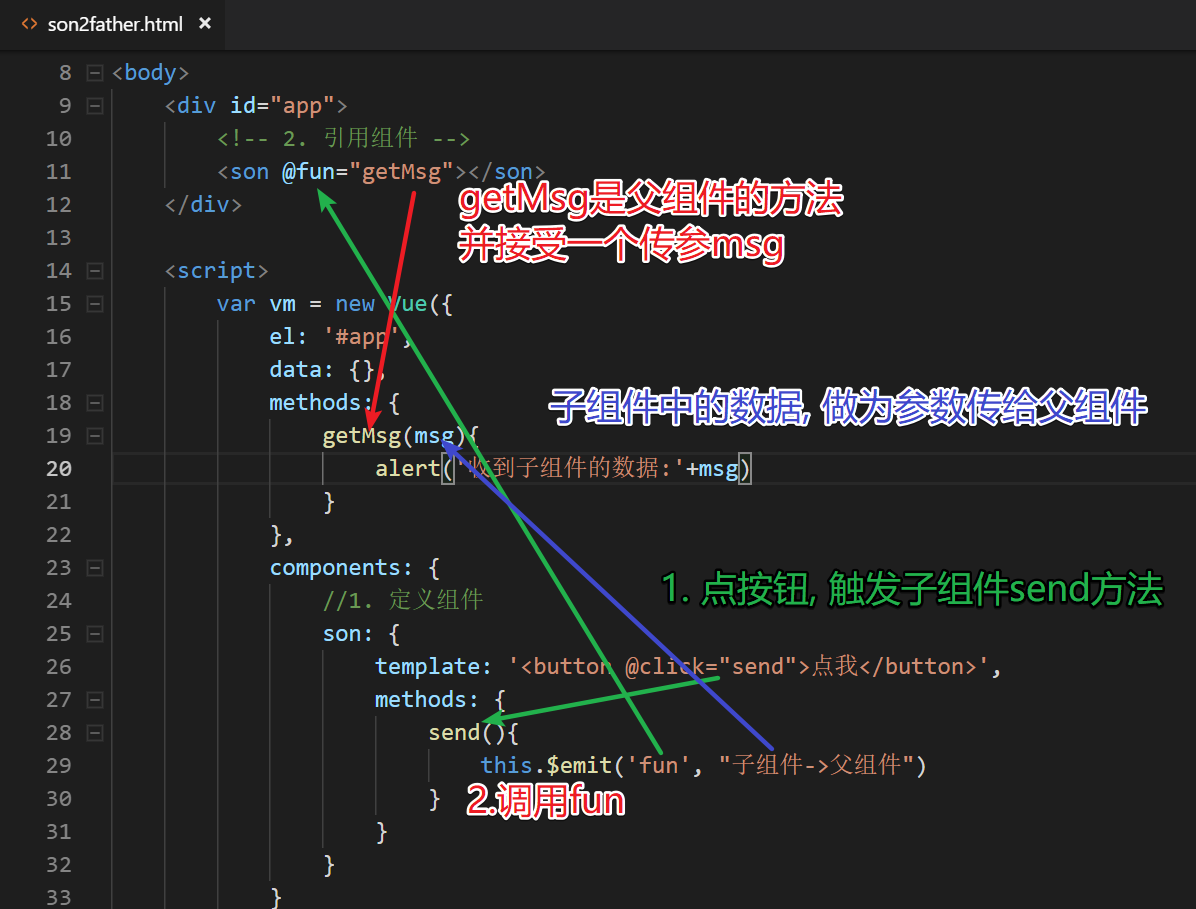 son2father.html ×
8 <body>
9 <div id="app">
10 <!-- 2. 引用组件 -->
11 <son @fun="getMsg"></son>
getMsg是父组件的方法
12 </div>
并接受一个传参msg
13
14 <script>
15 var vm = new Vue({
16 el: '#app',
17 data: {},
18 methods: {
子组件中的数据, 做为参数传给父组件
19 getMsg(msg){
20 alert('收到子组件的数据:'+msg)
21 }
22 },
23 components: {
1. 点按钮, 触发子组件send方法
24 //1. 定义组件
25 son: {
26 template: '<button @click="send">点我</button>',
27 methods: {
28 send(){
29 this.$emit('fun', "子组件->父组件")
30 }
2.调用fun
31 }
32 }
33 }